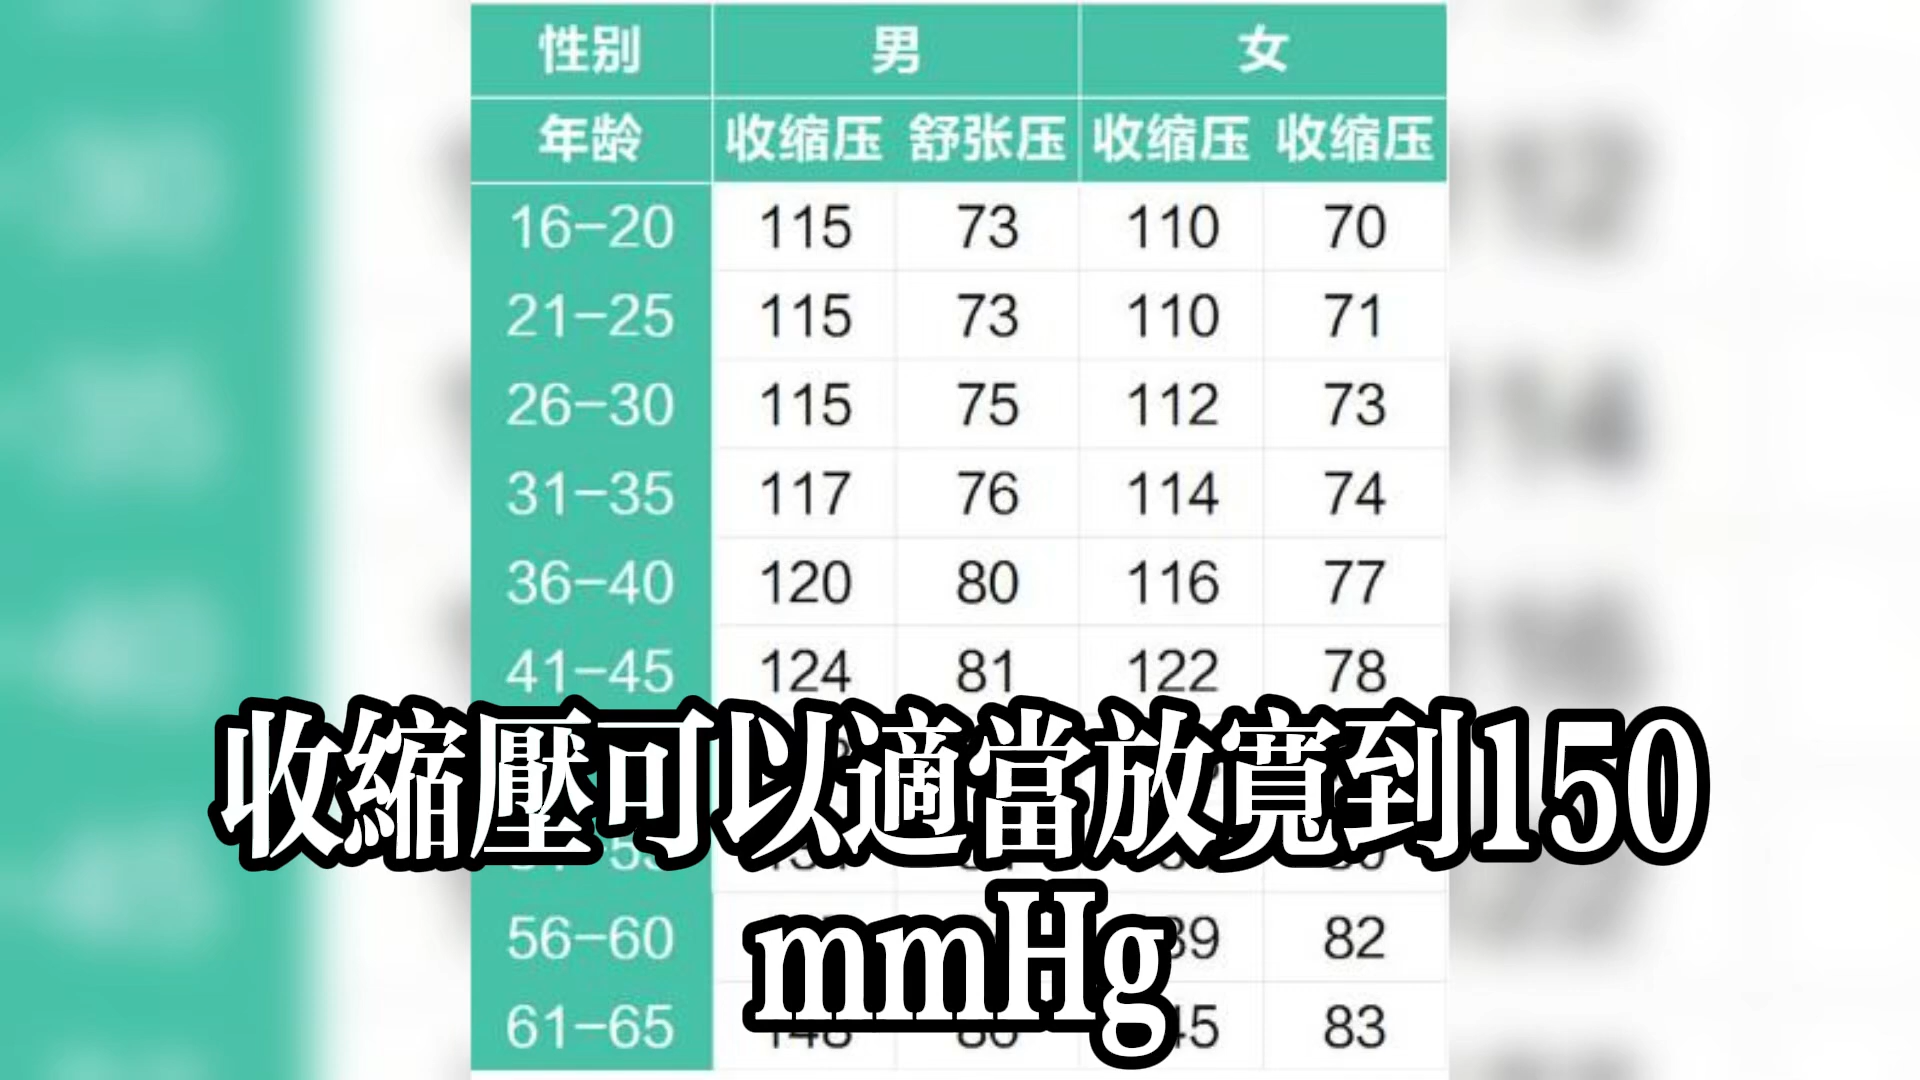 性别 男 女
年龄 收缩压 舒张压 收缩压 收缩压
16-20 115 73 110 70
21-25 115 73 110 71
26-30 115 75 112 73
31-35 117 76 114 74
36-40 120 80 116 77
41-45 124 81 122 78
收縮壓可以適當放寬到150
mmHg
56-60 82
61-65 83